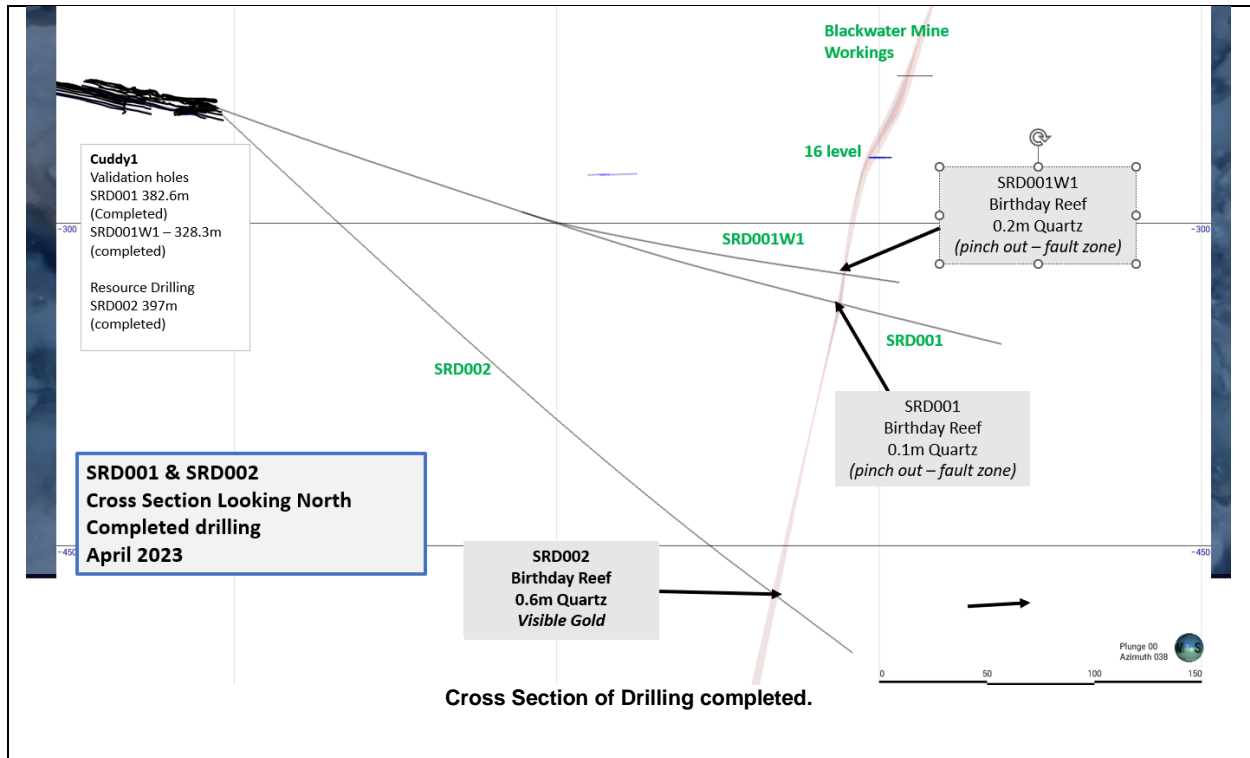 Blackwater Mine
Workings
16 level
Cuddy1
Validation holes
SRD001 382.6m
(Completed)
SRD001W1 – 328.3m
(completed)
Resource Drilling
SRD002 397m
(completed)
SRD001W1
Birthday Reef
0.2m Quartz
(pinch out – fault zone)
-300
-300
SRD001W1
SRD001
SRD002
SRD001
Birthday Reef
0.1m Quartz
(pinch out – fault zone)
SRD001 & SRD002
Cross Section Looking North
Completed drilling
April 2023
-450
-450
SRD002
Birthday Reef
0.6m Quartz
Visible Gold
Plunge 00
Azimuth 038
0 50 100 150
Cross Section of Drilling completed.